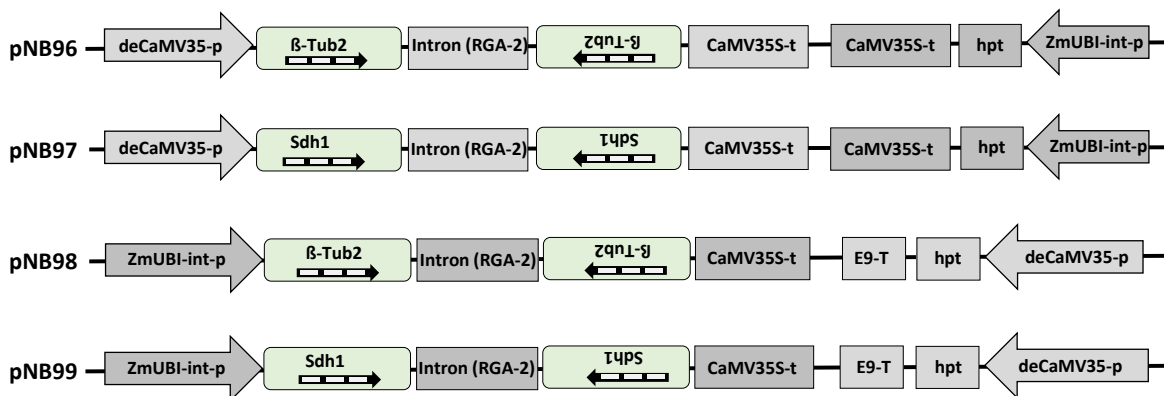 pNB96 deCaMV35-p ß-Tub2 Intron (RGA-2) ß-Tub2 CaMV35S-t CaMV35S-t hpt ZmUBI-int-p
pNB97 deCaMV35-p Sdh1 Intron (RGA-2) Sdh1 CaMV35S-t CaMV35S-t hpt ZmUBI-int-p
pNB98 ZmUBI-int-p ß-Tub2 Intron (RGA-2) ß-Tub2 CaMV35S-t E9-T hpt deCaMV35-p
pNB99 ZmUBI-int-p Sdh1 Intron (RGA-2) Sdh1 CaMV35S-t E9-T hpt deCaMV35-p